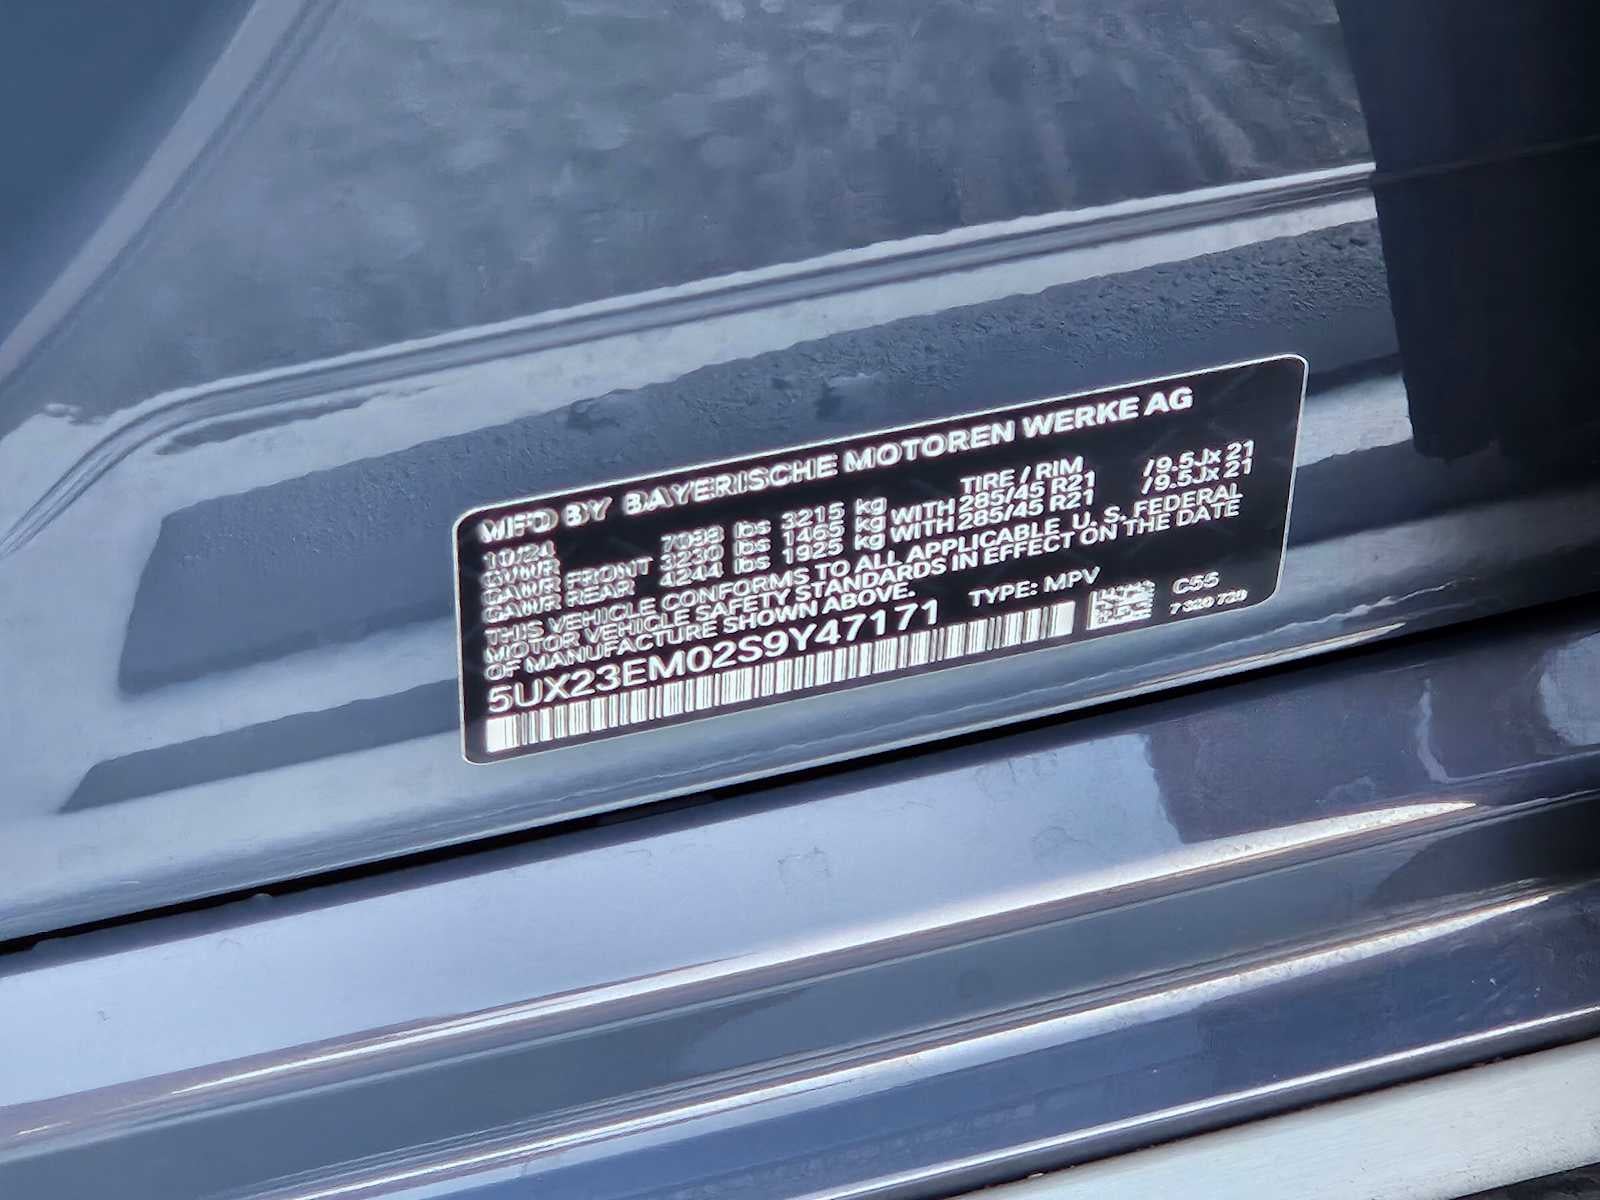 MFD BY BAYERISCHE MOTOREN WERKE AG
10/24 TIRE / RIM
GVWR 7088 lbs 3215 kg
GAWR FRONT 3230 lbs 1465 kg WITH 285/45 R21 / 9.5Jx 21
GAWR REAR 4244 lbs 1925 kg WITH 285/45 R21 / 9.5Jx 21
THIS VEHICLE CONFORMS TO ALL APPLICABLE U. S. FEDERAL
MOTOR VEHICLE SAFETY STANDARDS IN EFFECT ON THE DATE
OF MANUFACTURE SHOWN ABOVE.
5UX23EM02S9Y47171 TYPE: MPV C55
7 320 729